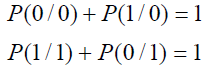 P(0/0) + P(1/0) = 1
P(1/1) + P(0/1) = 1